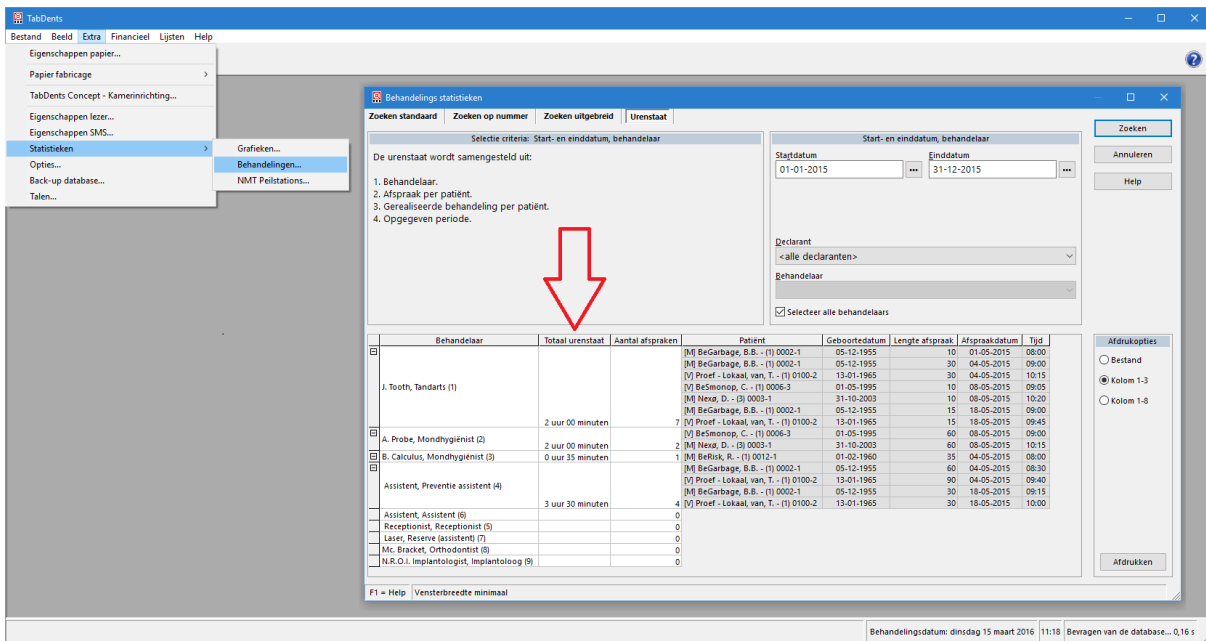 TabDents
Bestand Beeld Extra Financieel Lijsten Help
Eigenschappen papier...
Papier fabricage
TabDents Concept - Kamerinrichting...
Eigenschappen lezer...
Eigenschappen SMS...
Statistieken
Opties...
Back-up database...
Talen...
Grafieken...
Behandelingen...
NMT Peilstations...
Behandelings statistieken
Zoeken standaard Zoeken op nummer Zoeken uitgebreid Urenstaat
Selectie criteria: Start- en einddatum, behandelaar
De urenstaat wordt samengesteld uit:
1. Behandelaar.
2. Afspraak per patiënt.
3. Gerealiseerde behandeling per patiënt.
4. Opgegeven periode.
Start- en einddatum, behandelaar
Startdatum Einddatum
01-01-2015 ... 31-12-2015 ...
Declarant
<alle declaranten>
Behandelaar
Selecteer alle behandelaars
Zoeken
Annuleren
Help
Behandelaar Totaal urenstaat Aantal afspraken Patiënt Geboortedatum Lengte afspraak Afspraakdatum Tijd
[M] BeGarbage, B.B. - (1) 0002-1 05-12-1955 10 01-05-2015 08:00
[M] BeGarbage, B.B. - (1) 0002-1 05-12-1955 30 04-05-2015 09:00
[V] Proef - Lokaal, van, T. - (1) 0100-2 13-01-1965 30 04-05-2015 10:15
J. Tooth, Tandarts (1) [V] BeSmonop, C. - (1) 0006-3 01-05-1995 10 08-05-2015 09:05
[M] Nexø, D. - (3) 0003-1 31-10-2003 10 08-05-2015 10:20
[M] BeGarbage, B.B. - (1) 0002-1 05-12-1955 15 18-05-2015 09:00
2 uur 00 minuten 7 [V] Proef - Lokaal, van, T. - (1) 0100-2 13-01-1965 15 18-05-2015 09:45
A. Probe, Mondhygiënist (2) [V] BeSmonop, C. - (1) 0006-3 01-05-1995 60 08-05-2015 09:00
2 uur 00 minuten 2 [M] Nexø, D. - (3) 0003-1 31-10-2003 60 08-05-2015 10:15
B. Calculus, Mondhygiënist (3) 0 uur 35 minuten 1 [M] BeRisk, R. - (1) 0012-1 01-02-1960 35 04-05-2015 08:00
[M] BeGarbage, B.B. - (1) 0002-1 05-12-1955 60 04-05-2015 08:30
Assistent, Preventie assistent (4) [V] Proef - Lokaal, van, T. - (1) 0100-2 13-01-1965 90 04-05-2015 09:40
[M] BeGarbage, B.B. - (1) 0002-1 05-12-1955 30 18-05-2015 09:15
3 uur 30 minuten 4 [V] Proef - Lokaal, van, T. - (1) 0100-2 13-01-1965 30 18-05-2015 10:00
Assistent, Assistent (6) 0
Receptionist, Receptionist (5) 0
Laser, Reserve (assistent) (7) 0
Mc. Bracket, Orthodontist (8) 0
N.R.O.I. Implantologist, Implantoloog (9) 0
Afdrukopties
Bestand
Kolom 1-3
Kolom 1-8
Afdrukken
F1 = Help Vensterbreedte minimaal
Behandelingsdatum: dinsdag 15 maart 2016 11:18 Bevragen van de database... 0,16 s